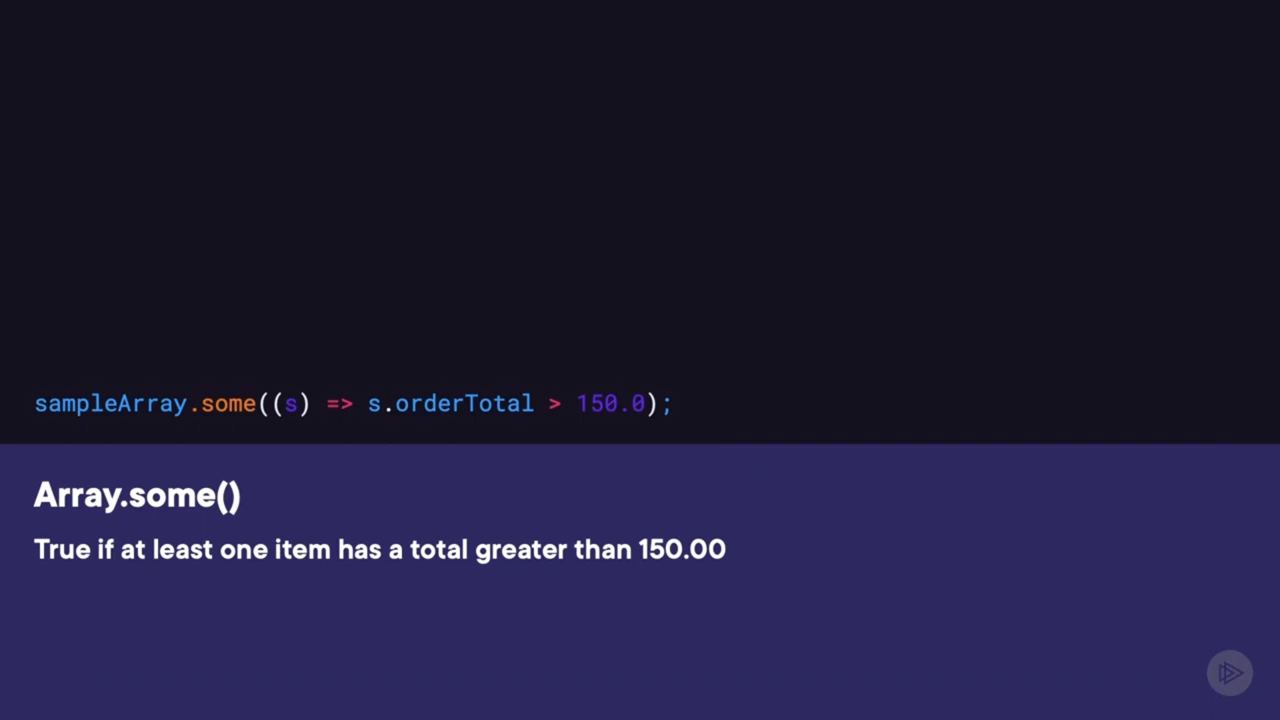 sampleArray.some((s) => s.orderTotal > 150.0);
Array.some()
True if at least one item has a total greater than 150.00